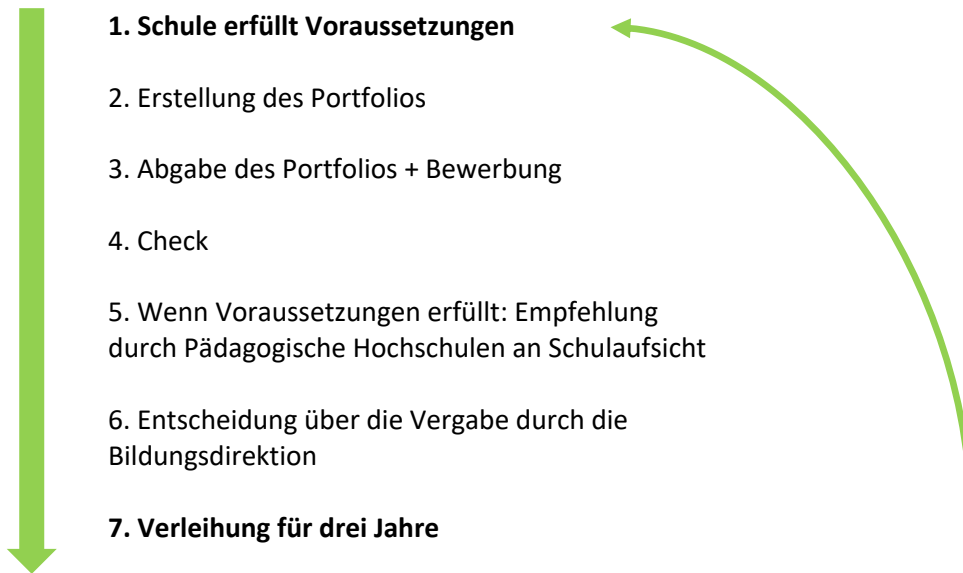 1. Schule erfüllt Voraussetzungen
2. Erstellung des Portfolios
3. Abgabe des Portfolios + Bewerbung
4. Check
5. Wenn Voraussetzungen erfüllt: Empfehlung
durch Pädagogische Hochschulen an Schulaufsicht
6. Entscheidung über die Vergabe durch die
Bildungsdirektion
7. Verleihung für drei Jahre